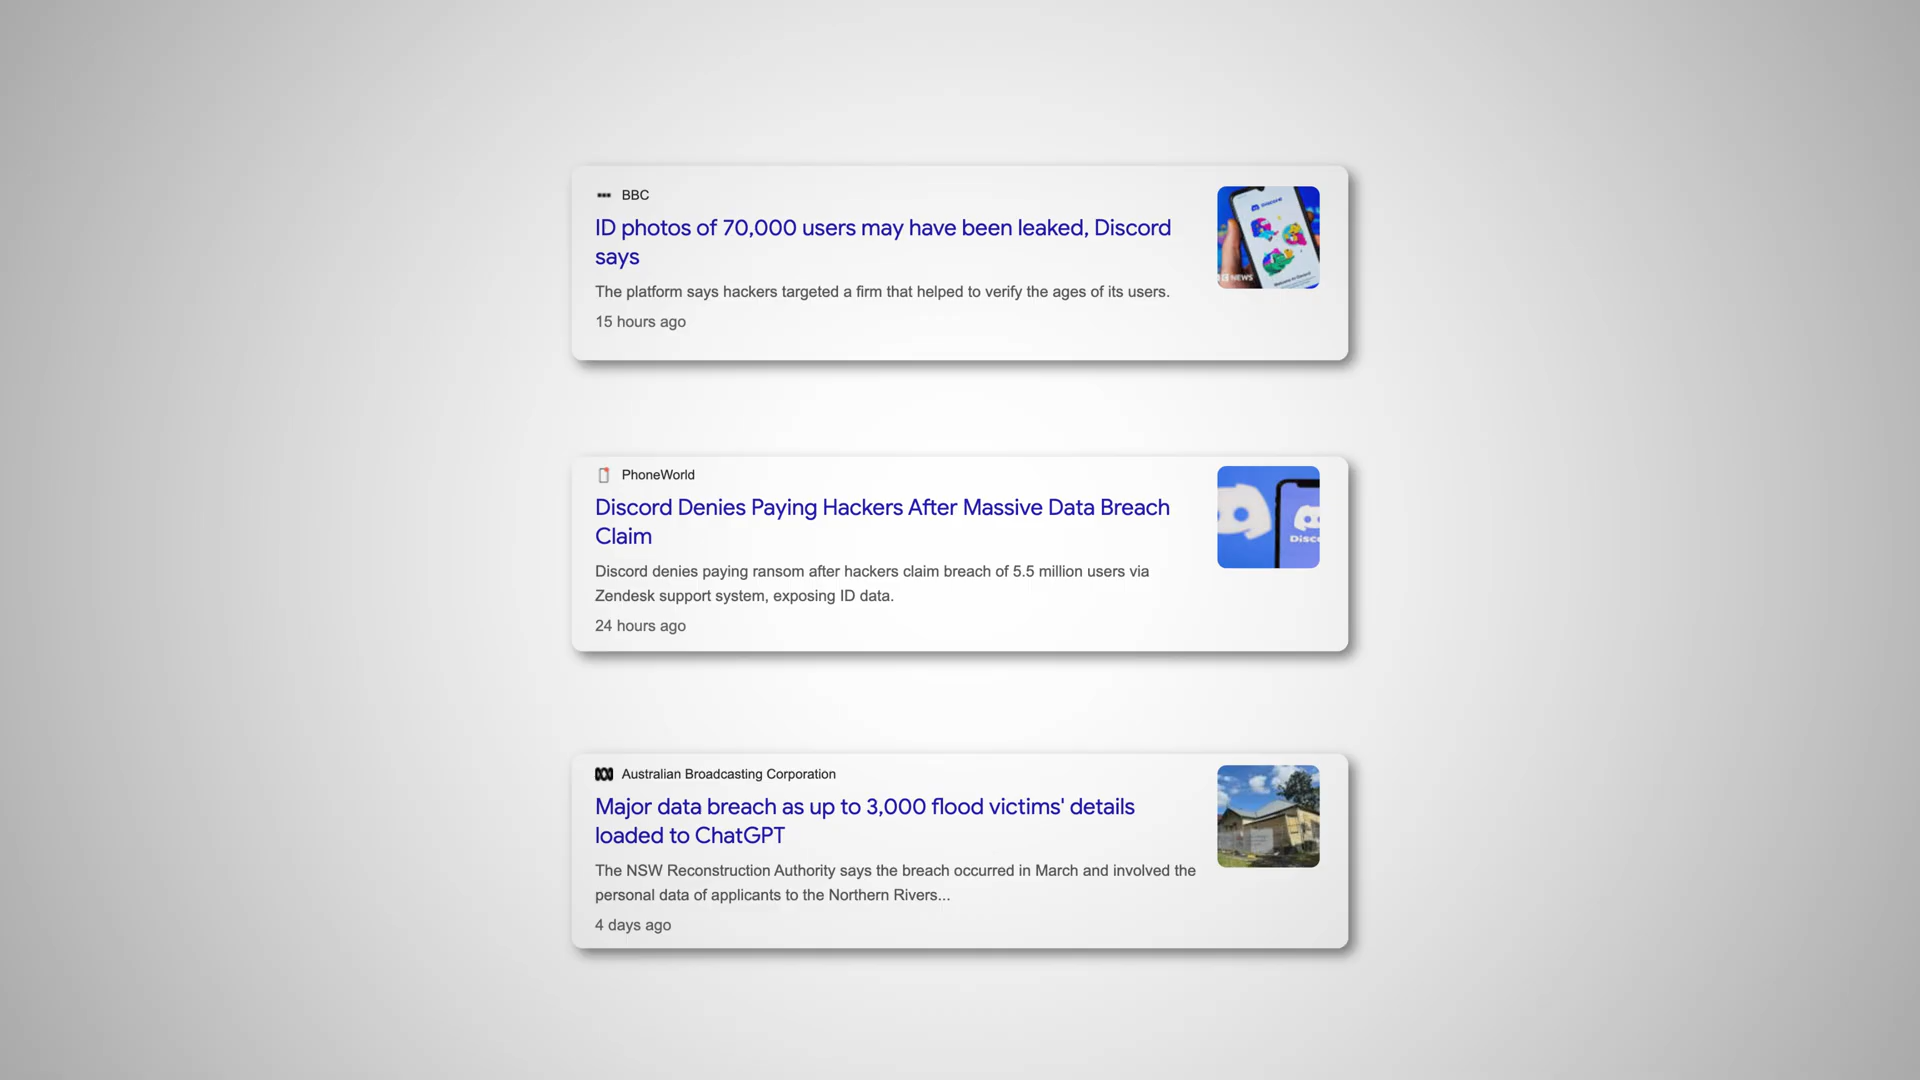 BBC
ID photos of 70,000 users may have been leaked, Discord
says
The platform says hackers targeted a firm that helped to verify the ages of its users.
15 hours ago
Discord
NEWS
PhoneWorld
Discord Denies Paying Hackers After Massive Data Breach
Claim
Discord denies paying ransom after hackers claim breach of 5.5 million users via
Zendesk support system, exposing ID data.
24 hours ago
Disc
Australian Broadcasting Corporation
Major data breach as up to 3,000 flood victims' details
loaded to ChatGPT
The NSW Reconstruction Authority says the breach occurred in March and involved the
personal data of applicants to the Northern Rivers...
4 days ago